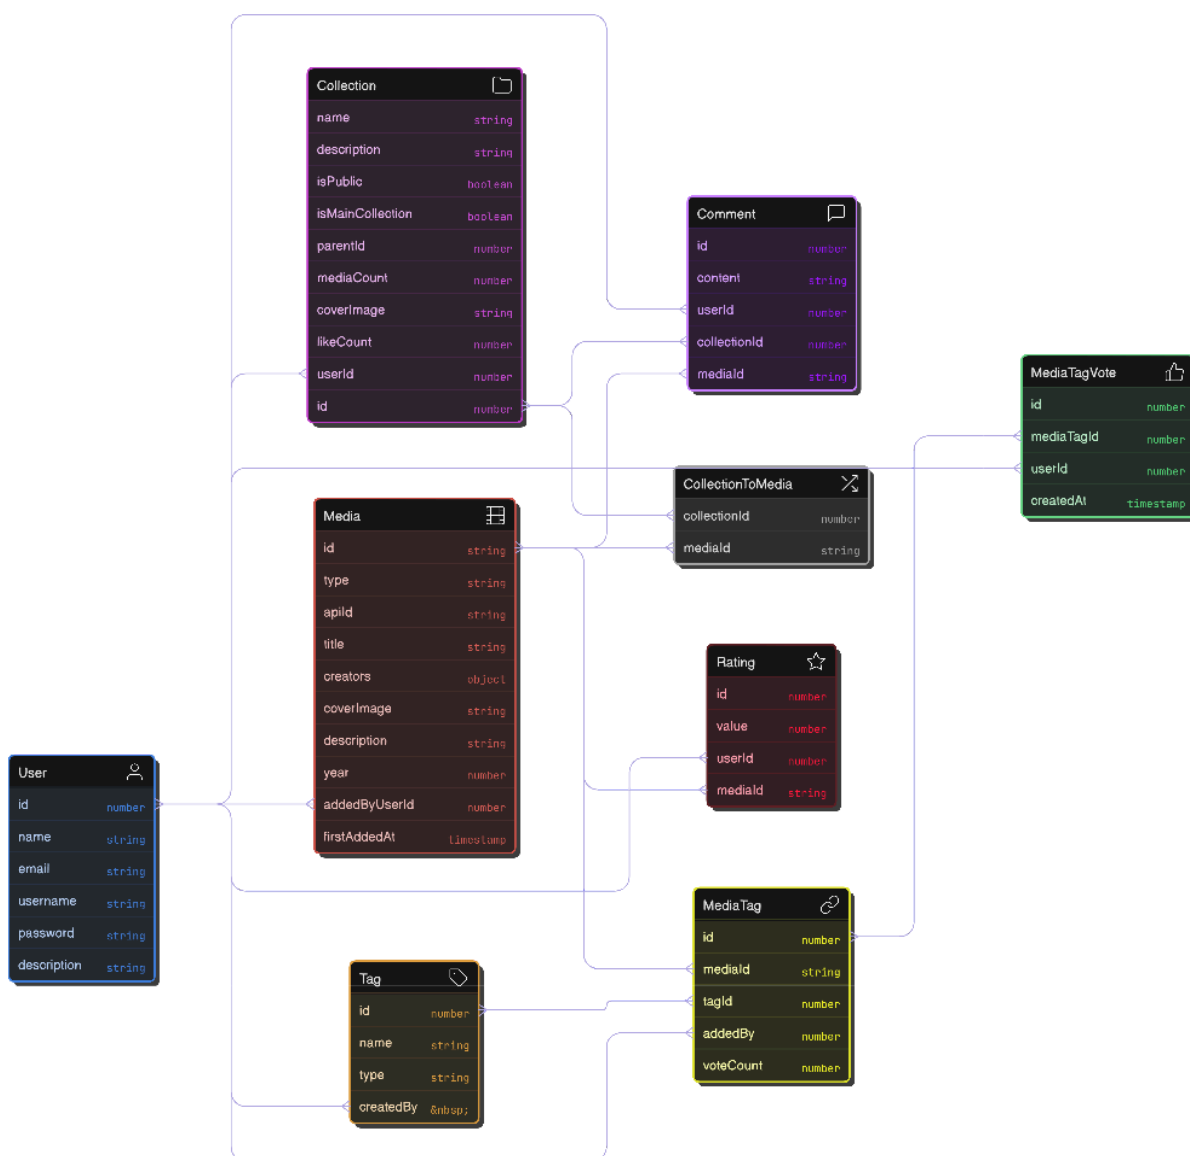 Collection
name string
description string
isPublic boolean
isMainCollection boolean
parentId number
mediaCount number
coverImage string
likeCount number
userId number
id number
Comment
id number
content string
userId number
collectionId number
mediaId string
MediaTagVote
id number
mediaTagId number
userId number
createdAt timestamp
CollectionToMedia
collectionId number
mediaId string
Media
id string
type string
apiId string
title string
creators object
coverImage string
description string
year number
addedByUserId number
firstAddedAt timestamp
Rating
id number
value number
userId number
mediaId string
User
id number
name string
email string
username string
password string
description string
MediaTag
id number
mediaId string
tagId number
addedBy number
voteCount number
Tag
id number
name string
type string
createdBy &nbsp;